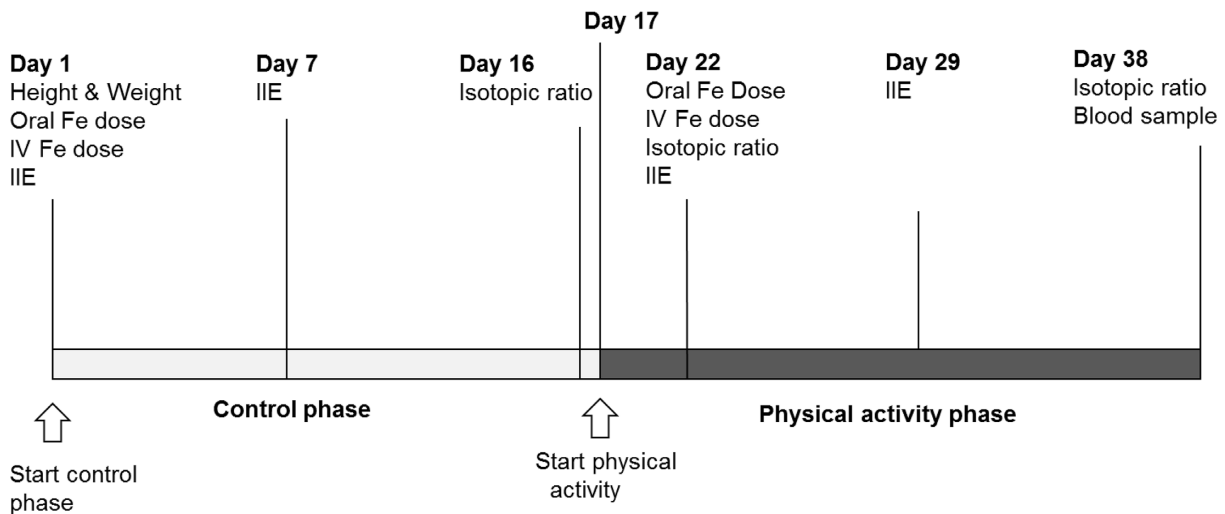 Day 17
Day 1
Height & Weight
Oral Fe dose
IV Fe dose
IIE
Day 7
IIE
Day 16
Isotopic ratio
Day 22
Oral Fe Dose
IV Fe dose
Isotopic ratio
IIE
Day 29
IIE
Day 38
Isotopic ratio
Blood sample
Control phase
Physical activity phase
Start control
phase
Start physical
activity